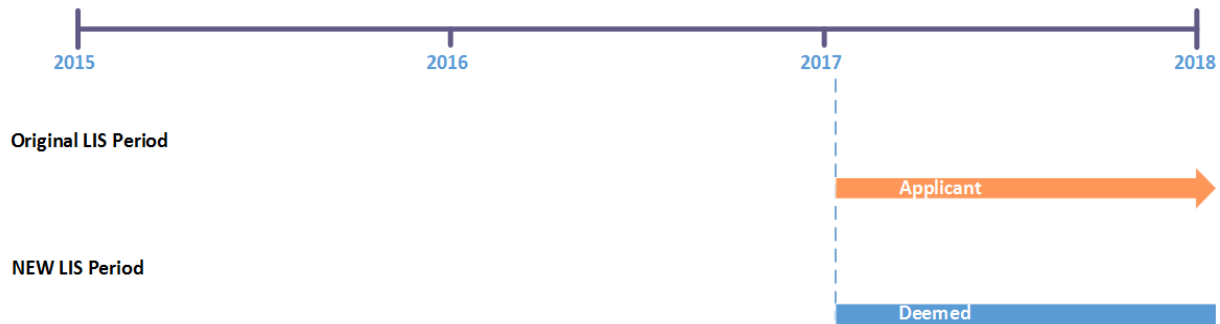 2015 2016 2017 2018
Original LIS Period
Applicant
NEW LIS Period
Deemed